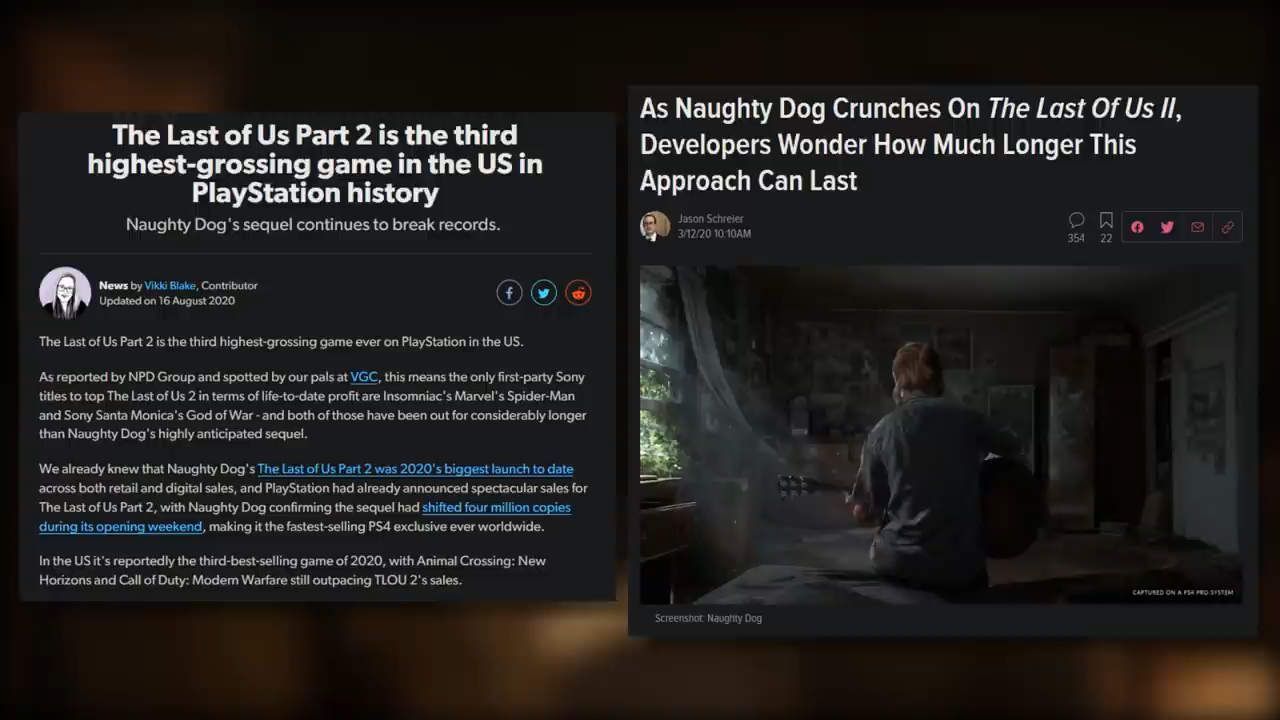 The Last of Us Part 2 is the third
highest-grossing game in the US in
PlayStation history
Naughty Dog's sequel continues to break records.
News by Vikki Blake, Contributor
Updated on 16 August 2020
The Last of Us Part 2 is the third highest-grossing game ever on PlayStation in the US.
As reported by NPD Group and spotted by our pals at VGC, this means the only first-party Sony
titles to top The Last of Us 2 in terms of life-to-date profit are Insomniac's Marvel's Spider-Man
and Sony Santa Monica's God of War - and both of those have been out for considerably longer
than Naughty Dog's highly anticipated sequel.
We already knew that Naughty Dog's The Last of Us Part 2 was 2020's biggest launch to date
across both retail and digital sales, and PlayStation had already announced spectacular sales for
The Last of Us Part 2, with Naughty Dog confirming the sequel had shifted four million copies
during its opening weekend, making it the fastest-selling PS4 exclusive ever worldwide.
In the US it's reportedly the third-best-selling game of 2020, with Animal Crossing: New
Horizons and Call of Duty: Modern Warfare still outpacing TLOU 2's sales.
As Naughty Dog Crunches On The Last Of Us II,
Developers Wonder How Much Longer This
Approach Can Last
Jason Schreier
3/12/20 10:10AM
354
22
CAPTURED ON A PS4 PRO SYSTEM
Screenshot: Naughty Dog